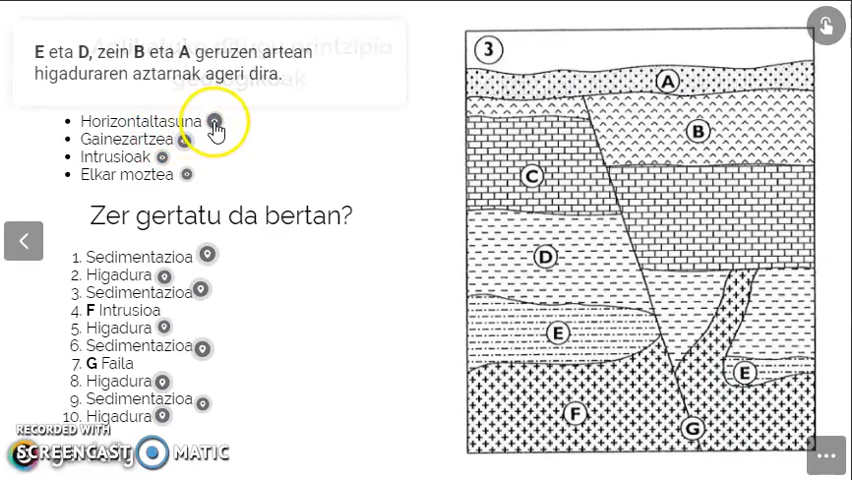 E eta D, zein B eta A geruzen artean
higaduraren aztarnak ageri dira.
Horizontaltasuna
Gainezartzea
Intrusioak
Elkar moztea
Zer gertatu da bertan?
1. Sedimentazioa
2. Higadura
3. Sedimentazioa
4. F Intrusioa
5. Higadura
6. Sedimentazioa
7. G Faila
8. Higadura
9. Sedimentazioa
10. Higadura
3
A
B
C
D
E
E
F
G
RECORDED WITH
SCREENCAST MATIC